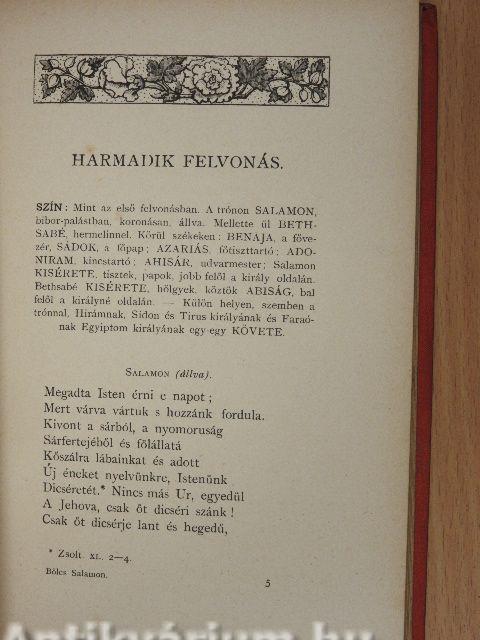 HARMADIK FELVONÁS.
SZÍN: Mint az első felvonásban. A trónon SALAMON,
bibor-palástban, koronásan, állva. Mellette ül BETH-
SABÉ, hermelinnel. Körül székeken: BENAJA, a főve-
zér, SÁDOK, a főpap; AZARIÁS, főtiszttartó; ADO-
NIRAM, kincstartó; AHISÁR, udvarmester; Salamon
KISÉRETE, tisztek, papok, jobb felől a király oldalán.
Bethsabé KISÉRETE, hölgyek, köztök ABISÁG, bal
felől a királyné oldalán. — Külön helyen, szemben a
trónnal, Hirámnak, Sidon és Tirus királyának és Faraó-
nak Egyiptom királyának egy-egy KÖVETE.
SALAMON (állva).
Megadta Isten érni e napot;
Mert várva vártuk s hozzánk fordula.
Kivont a sárból, a nyomoruság
Sárfertejéből és fölállatá
Kőszálra lábainkat és adott
Új éneket nyelvünkre, Istenünk
Dicséretét.* Nincs más Ur, egyedül
A Jehova, csak őt dicséri szánk!
Csak őt dicsérje lant és hegedű,
* Zsolt. XL. 2—4.
Bölcs Salamon.
5
Antikvárium.hu